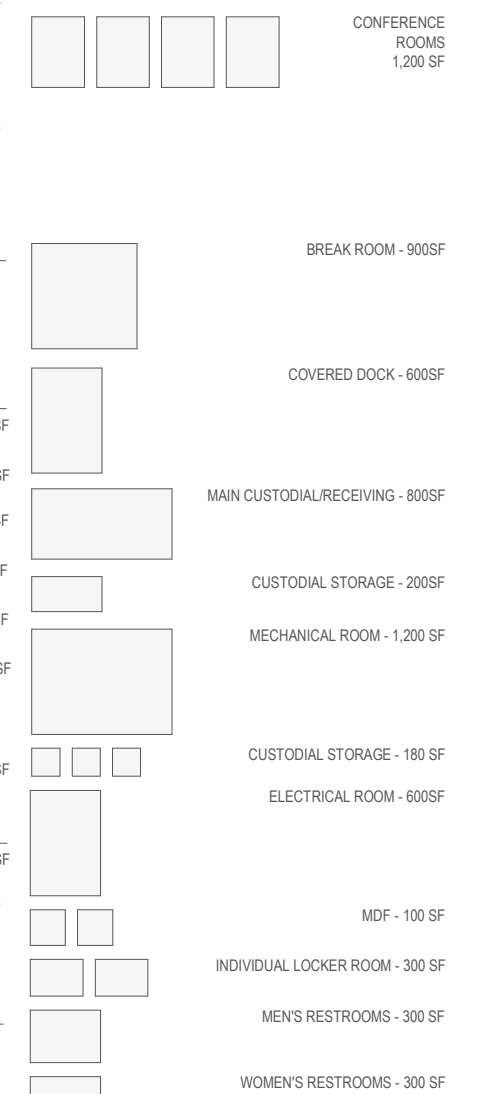 CONFERENCE
ROOMS
1,200 SF
BREAK ROOM - 900SF
COVERED DOCK - 600SF
MAIN CUSTODIAL/RECEIVING - 800SF
CUSTODIAL STORAGE - 200SF
MECHANICAL ROOM - 1,200 SF
CUSTODIAL STORAGE - 180 SF
ELECTRICAL ROOM - 600SF
MDF - 100 SF
INDIVIDUAL LOCKER ROOM - 300 SF
MEN'S RESTROOMS - 300 SF
WOMEN'S RESTROOMS - 300 SF